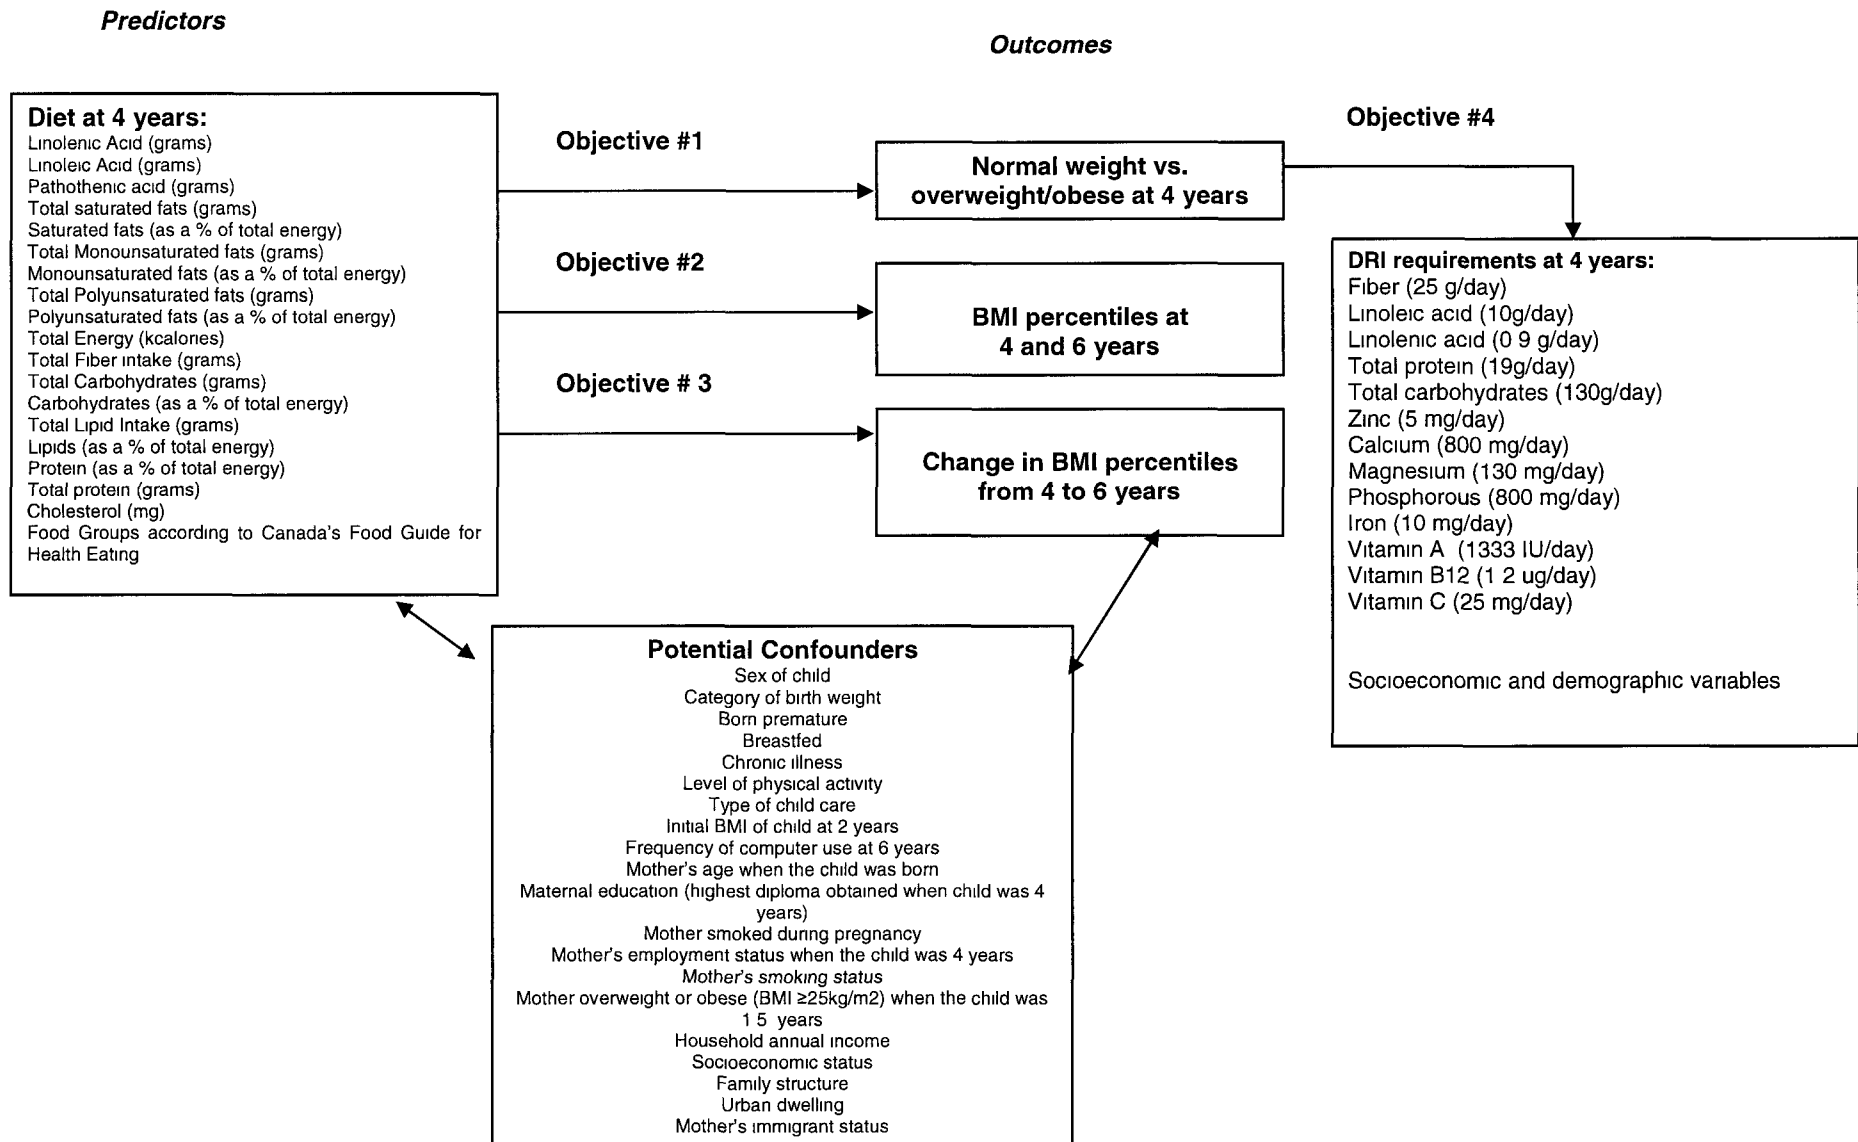 Predictors
Outcomes
Diet at 4 years:
Linolenic Acid (grams)
Linoleic Acid (grams)
Pathothenic acid (grams)
Total saturated fats (grams)
Saturated fats (as a % of total energy)
Total Monounsaturated fats (grams)
Monounsaturated fats (as a % of total energy)
Total Polyunsaturated fats (grams)
Polyunsaturated fats (as a % of total energy)
Total Energy (kcalories)
Total Fiber intake (grams)
Total Carbohydrates (grams)
Carbohydrates (as a % of total energy)
Total Lipid Intake (grams)
Lipids (as a % of total energy)
Protein (as a % of total energy)
Total protein (grams)
Cholesterol (mg)
Food Groups according to Canada's Food Guide for
Health Eating
Objective #1
Normal weight vs.
overweight/obese at 4 years
Objective #2
BMI percentiles at
4 and 6 years
Objective # 3
Change in BMI percentiles
from 4 to 6 years
Objective #4
DRI requirements at 4 years:
Fiber (25 g/day)
Linoleic acid (10g/day)
Linolenic acid (0 9 g/day)
Total protein (19g/day)
Total carbohydrates (130g/day)
Zinc (5 mg/day)
Calcium (800 mg/day)
Magnesium (130 mg/day)
Phosphorous (800 mg/day)
Iron (10 mg/day)
Vitamin A (1333 IU/day)
Vitamin B12 (1 2 ug/day)
Vitamin C (25 mg/day)
Socioeconomic and demographic variables
Potential Confounders
Sex of child
Category of birth weight
Born premature
Breastfed
Chronic illness
Level of physical activity
Type of child care
Initial BMI of child at 2 years
Frequency of computer use at 6 years
Mother's age when the child was born
Maternal education (highest diploma obtained when child was 4
years)
Mother smoked during pregnancy
Mother's employment status when the child was 4 years
Mother's smoking status
Mother overweight or obese (BMI ≥25kg/m2) when the child was
1 5 years
Household annual income
Socioeconomic status
Family structure
Urban dwelling
Mother's immigrant status